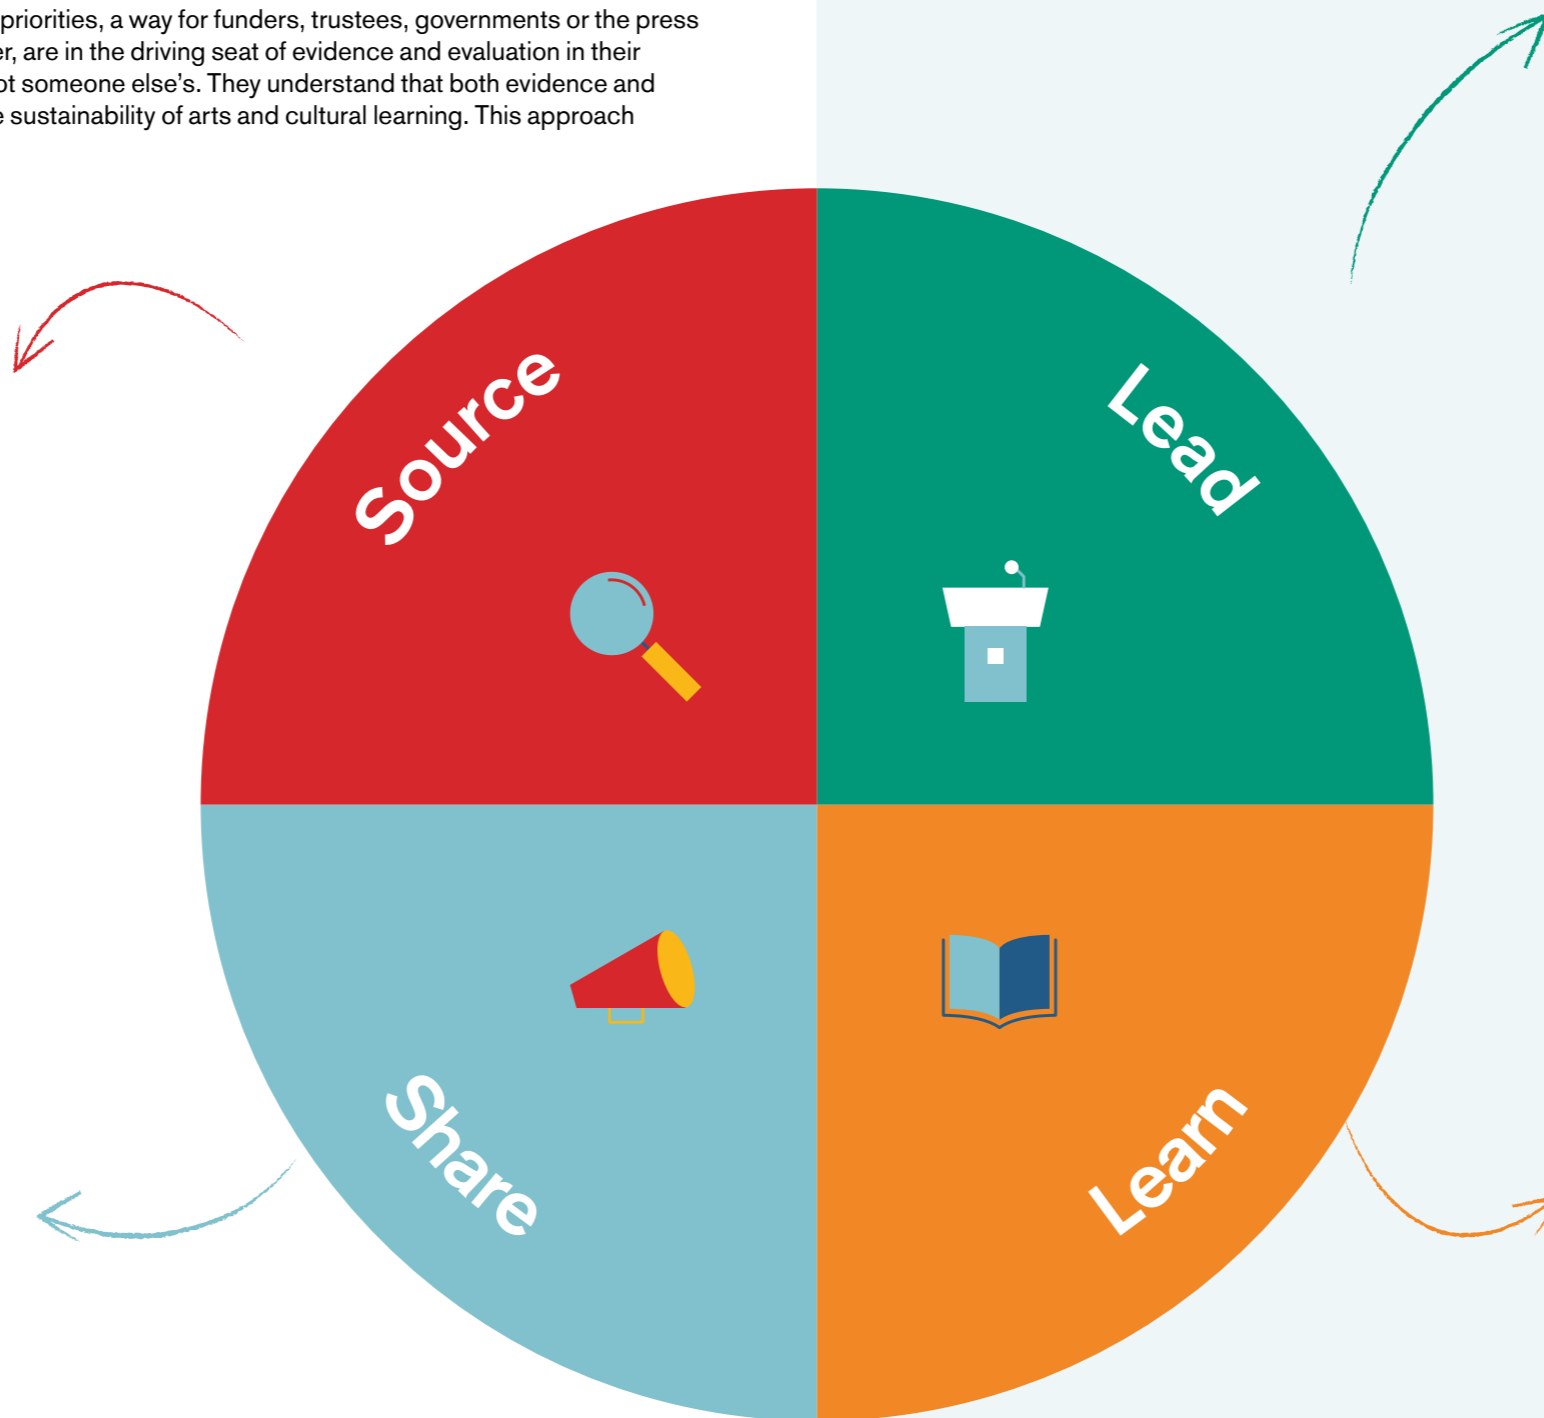 priorities, a way for funders, trustees, governments or the press
er, are in the driving seat of evidence and evaluation in their
ot someone else's. They understand that both evidence and
e sustainability of arts and cultural learning. This approach
Source
Lead
Share
Learn